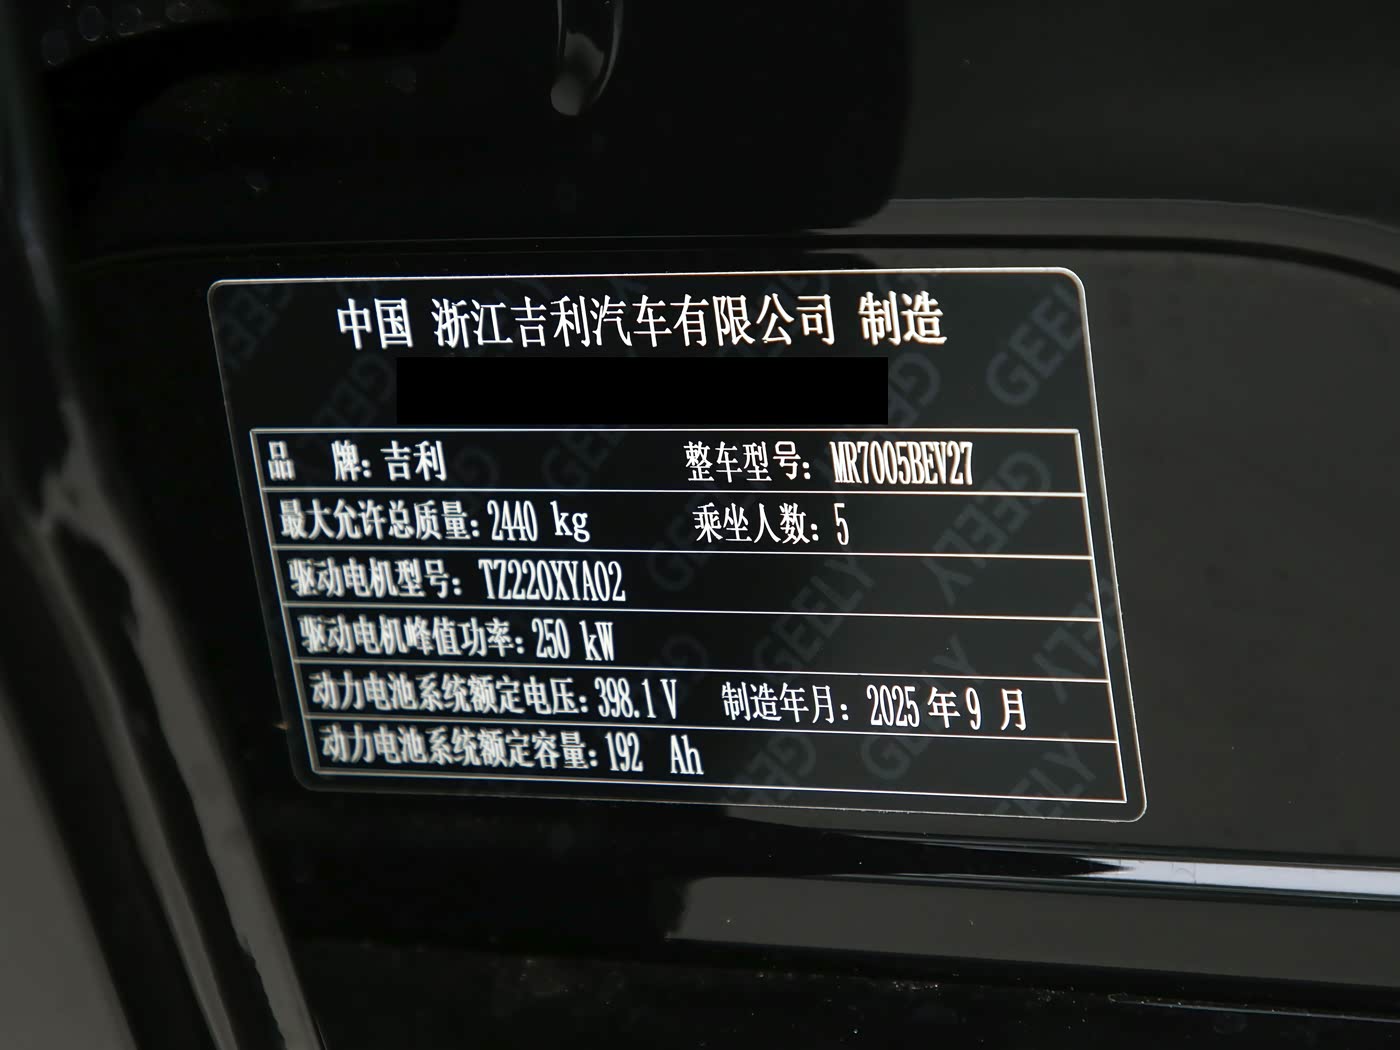 中国 浙江吉利汽车有限公司 制造
品 牌：吉利 整车型号：MR7005BEV27
最大允许总质量：2440 kg 乘坐人数：5
驱动电机型号：TZ220XYA02
驱动电机峰值功率：250 kW
动力电池系统额定电压：398.1 V 制造年月：2025 年 9 月
动力电池系统额定容量：192 Ah
GEELY
GEELY
GEELY
GEELY